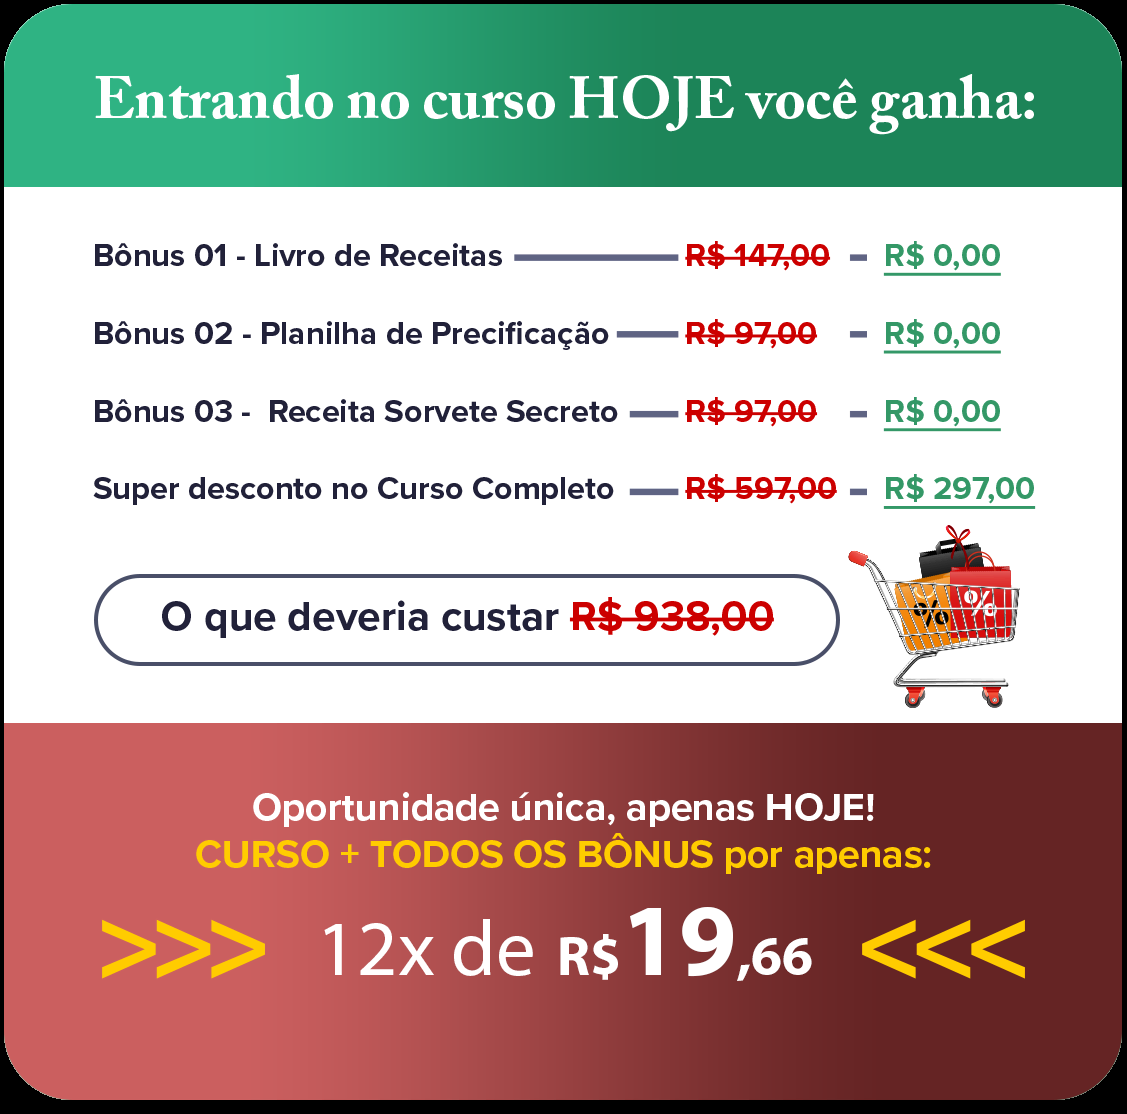 Entrando no curso HOJE você ganha:
Bônus 01 - Livro de Receitas R$ 147,00 - R$ 0,00
Bônus 02 - Planilha de Precificação R$ 97,00 - R$ 0,00
Bônus 03 - Receita Sorvete Secreto R$ 97,00 - R$ 0,00
Super desconto no Curso Completo R$ 597,00 - R$ 297,00
% %
O que deveria custar R$ 938,00
Oportunidade única, apenas HOJE!
CURSO + TODOS OS BÔNUS por apenas:
>>> 12x de R$19,66 <<<